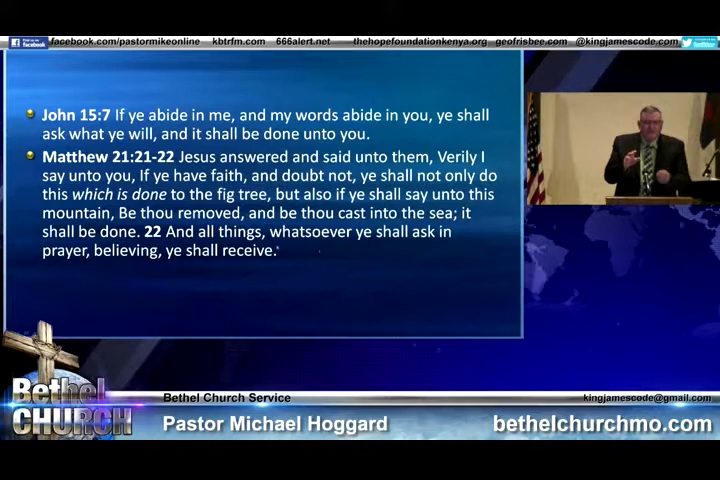 facebook.com/pastormikeonline kbtrfm.com 666alert.net thehopefoundationkenya.org geofrisbee.com @kingjamescode.com
John 15:7 If ye abide in me, and my words abide in you, ye shall
ask what ye will, and it shall be done unto you.
Matthew 21:21-22 Jesus answered and said unto them, Verily I
say unto you, If ye have faith, and doubt not, ye shall not only do
this which is done to the fig tree, but also if ye shall say unto this
mountain, Be thou removed, and be thou cast into the sea; it
shall be done. 22 And all things, whatsoever ye shall ask in
prayer, believing, ye shall receive.
Bethel
CHURCH
Bethel Church Service
kingjamescode@gmail.com
Pastor Michael Hoggard
bethelchurchmo.com